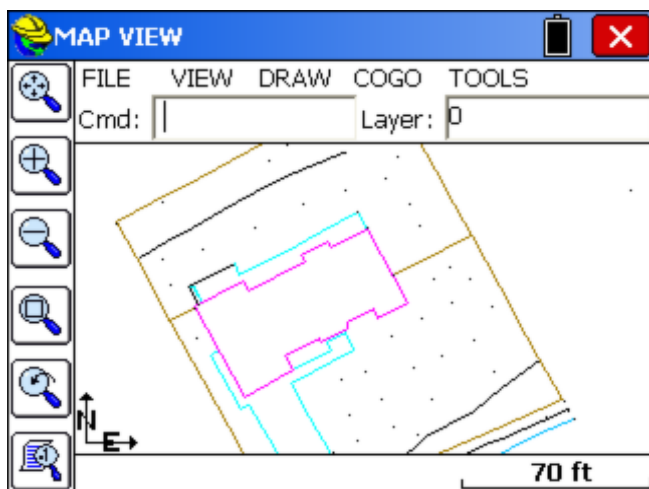 MAP VIEW
FILE VIEW DRAW COGO TOOLS
Cmd: Layer: 0
N
E
70 ft